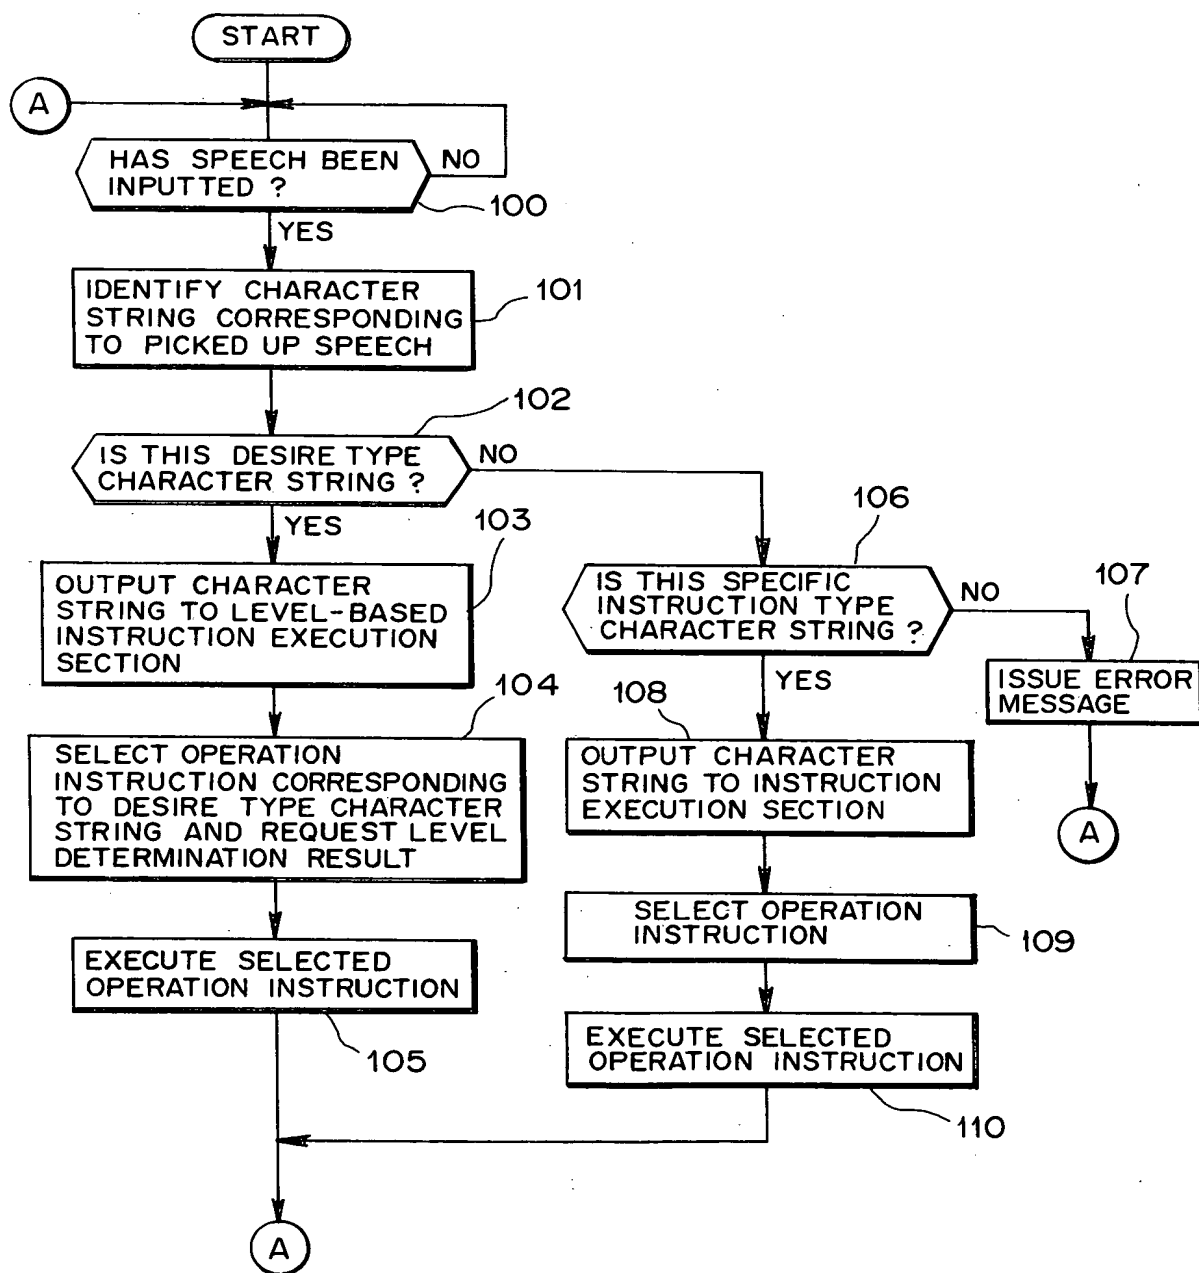 START
A
HAS SPEECH BEEN
INPUTTED ?
NO
100
YES
IDENTIFY CHARACTER
STRING CORRESPONDING
TO PICKED UP SPEECH
101
102
IS THIS DESIRE TYPE
CHARACTER STRING ?
NO
YES
103
OUTPUT CHARACTER
STRING TO LEVEL-BASED
INSTRUCTION EXECUTION
SECTION
104
SELECT OPERATION
INSTRUCTION CORRESPONDING
TO DESIRE TYPE CHARACTER
STRING AND REQUEST LEVEL
DETERMINATION RESULT
EXECUTE SELECTED
OPERATION INSTRUCTION
105
106
IS THIS SPECIFIC
INSTRUCTION TYPE
CHARACTER STRING ?
NO
107
ISSUE ERROR
MESSAGE
A
YES
108
OUTPUT CHARACTER
STRING TO INSTRUCTION
EXECUTION SECTION
SELECT OPERATION
INSTRUCTION
109
EXECUTE SELECTED
OPERATION INSTRUCTION
110
A